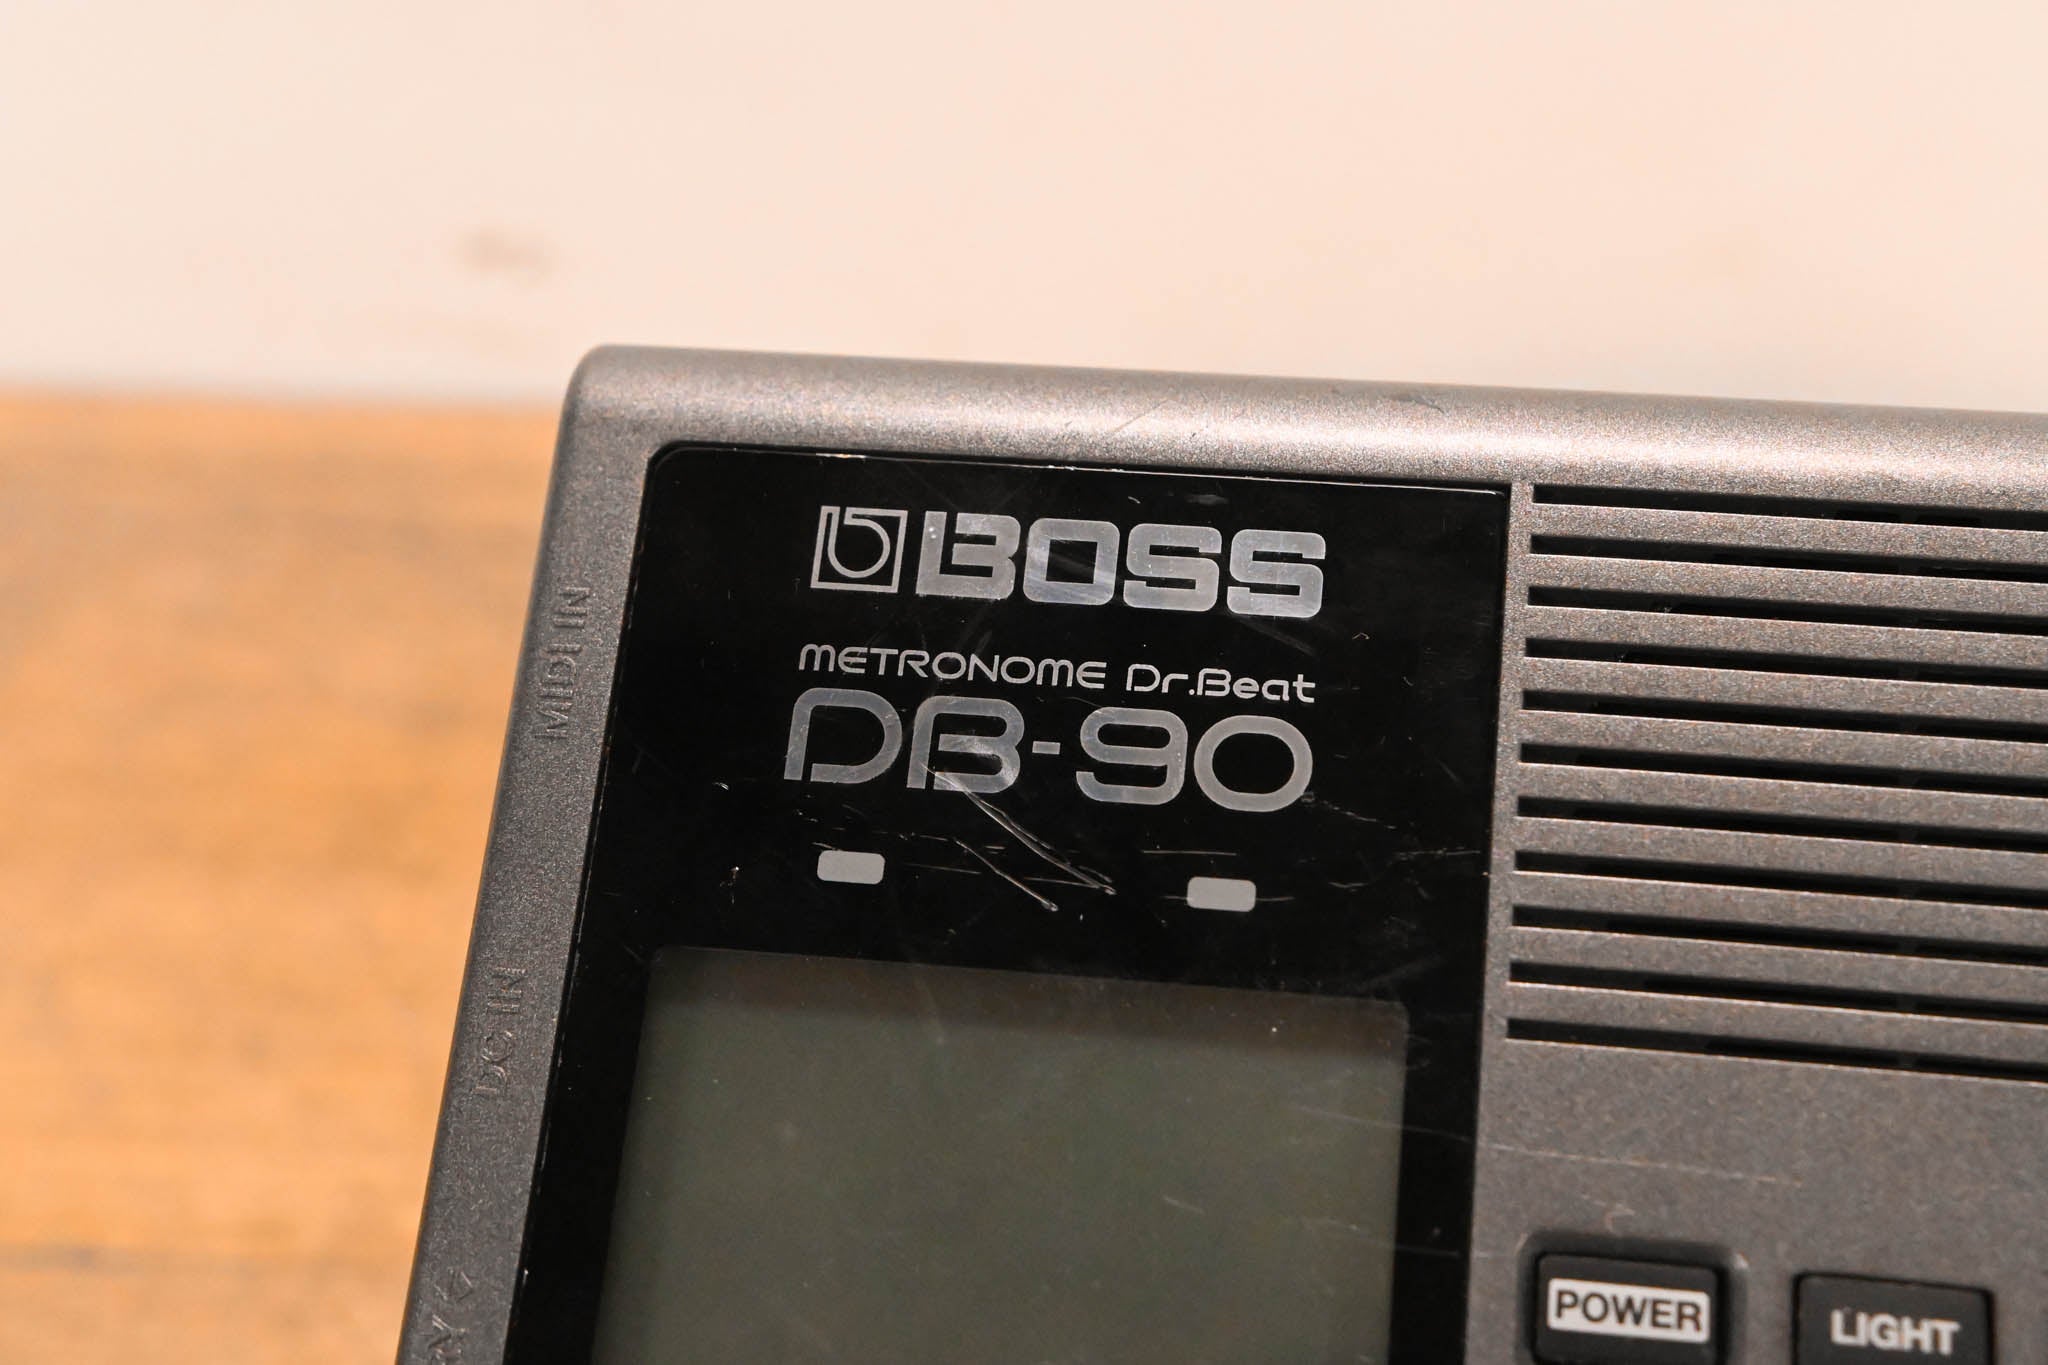 BOSS
METRONOME Dr.Beat
DB-90
MIDI IN
DC IN
POWER
LIGHT